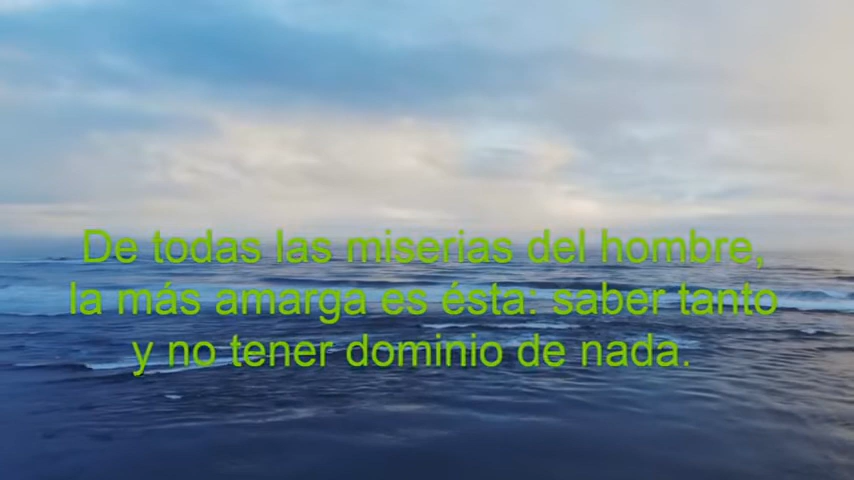 De todas las miserias del hombre,
la más amarga es ésta: saber tanto
y no tener dominio de nada.